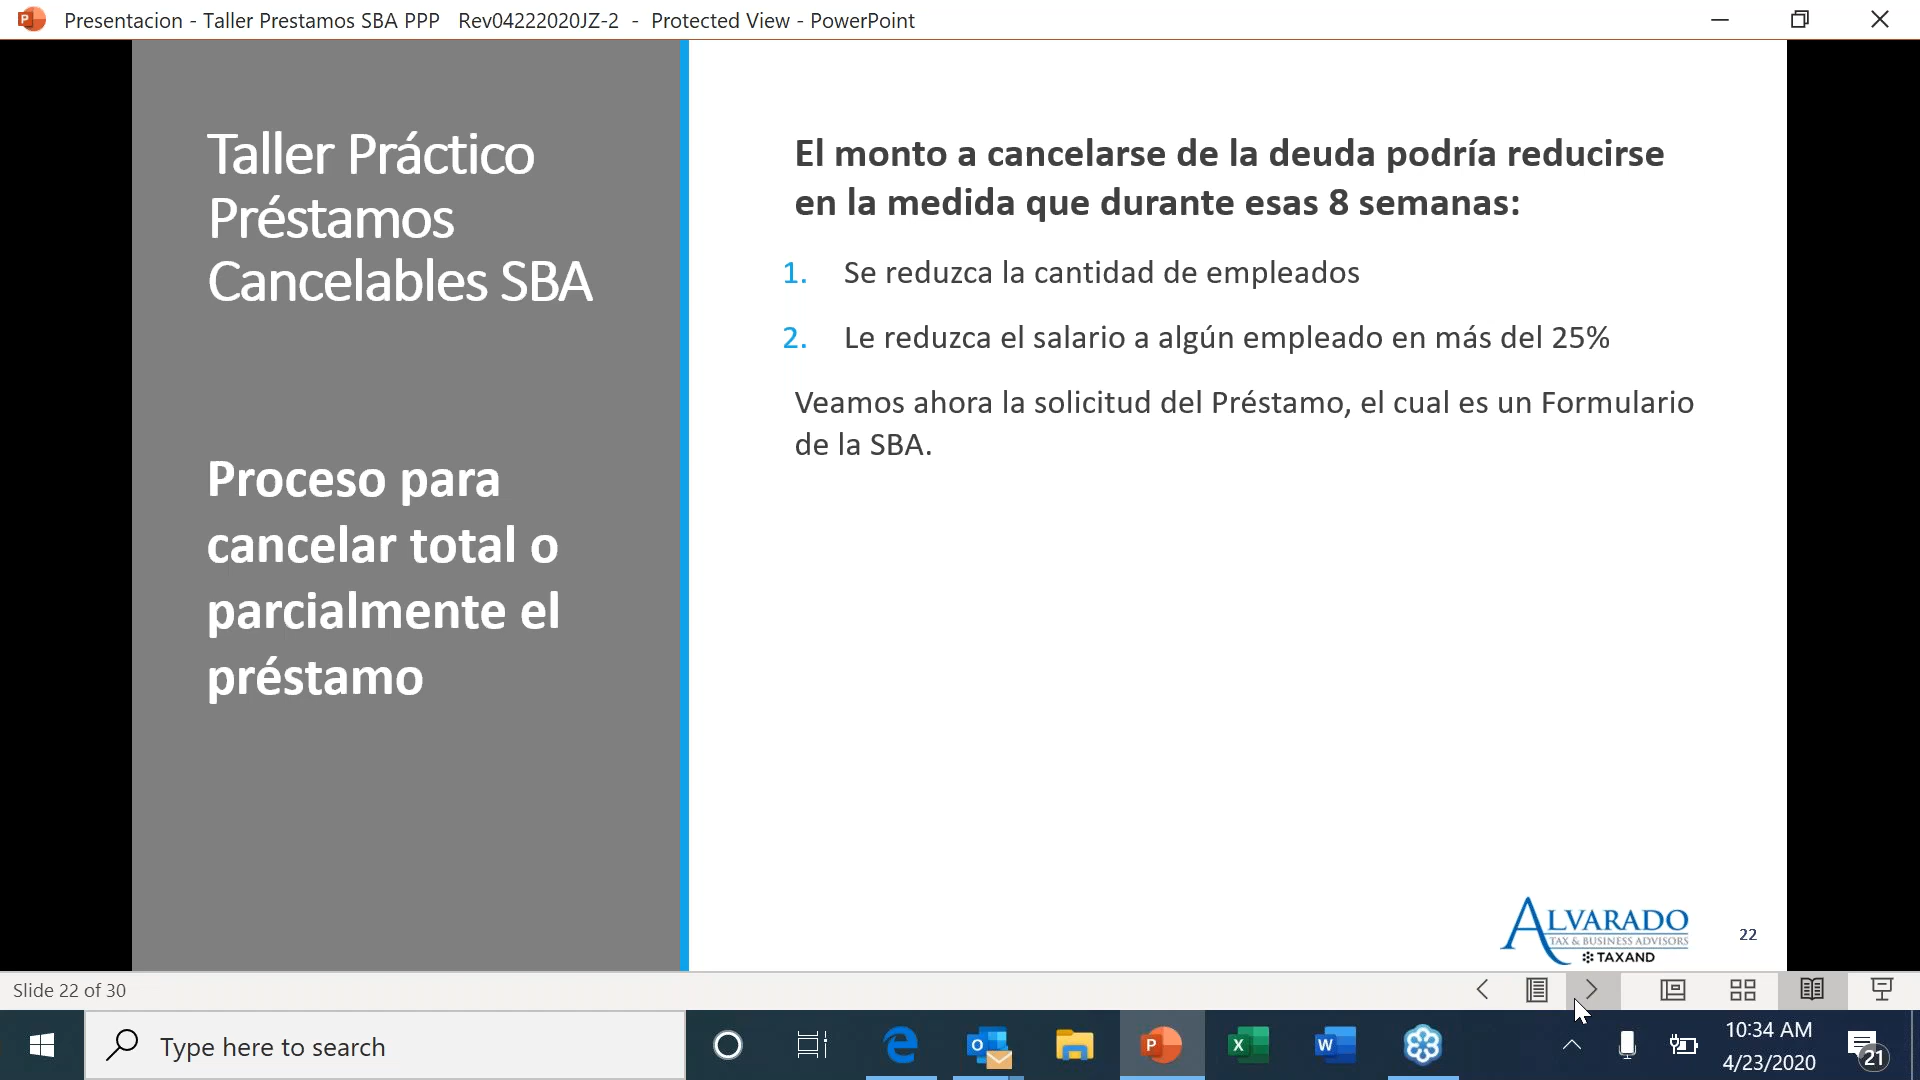 Presentacion - Taller Prestamos SBA PPP   Rev04222020JZ-2  -  Protected View - PowerPoint
Taller Práctico
Préstamos
Cancelables SBA
Proceso para
cancelar total o
parcialmente el
préstamo
El monto a cancelarse de la deuda podría reducirse
en la medida que durante esas 8 semanas:
1. Se reduzca la cantidad de empleados
2. Le reduzca el salario a algún empleado en más del 25%
Veamos ahora la solicitud del Préstamo, el cual es un Formulario
de la SBA.
ALVARADO
TAX & BUSINESS ADVISORS
TAXAND
22
Slide 22 of 30
Type here to search
10:34 AM
4/23/2020
21